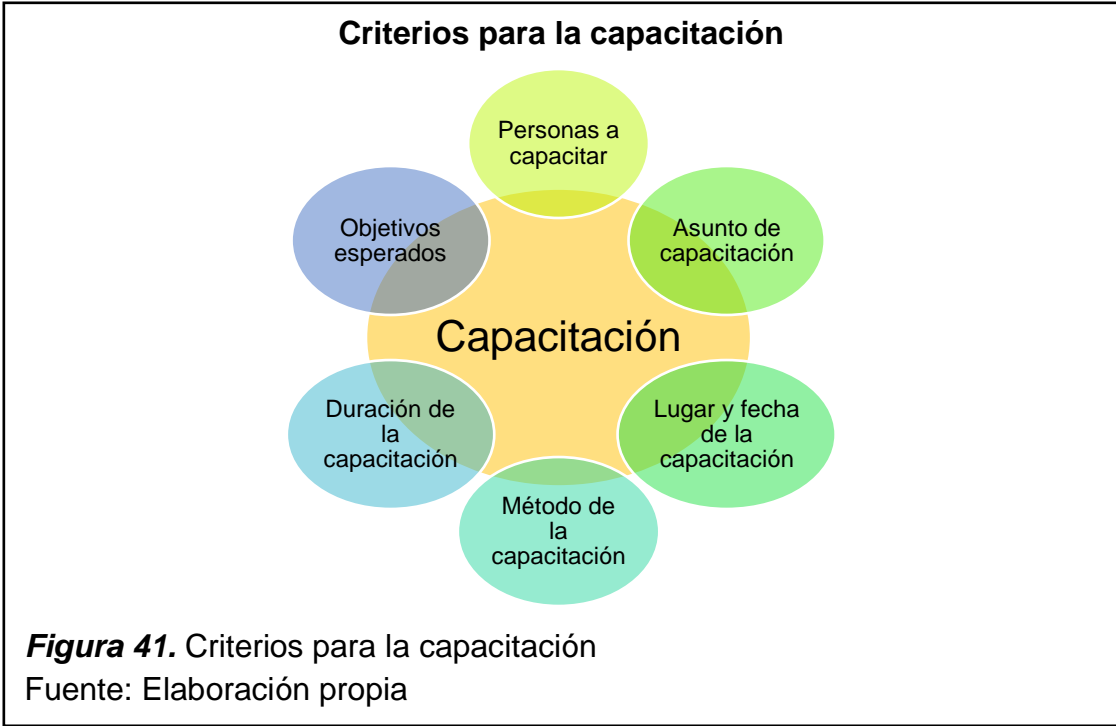 Criterios para la capacitación
Personas a
capacitar
Asunto de
capacitación
Lugar y fecha
de la
capacitación
Método de
la
capacitación
Duración de
la
capacitación
Objetivos
esperados
Capacitación
Figura 41. Criterios para la capacitación
Fuente: Elaboración propia